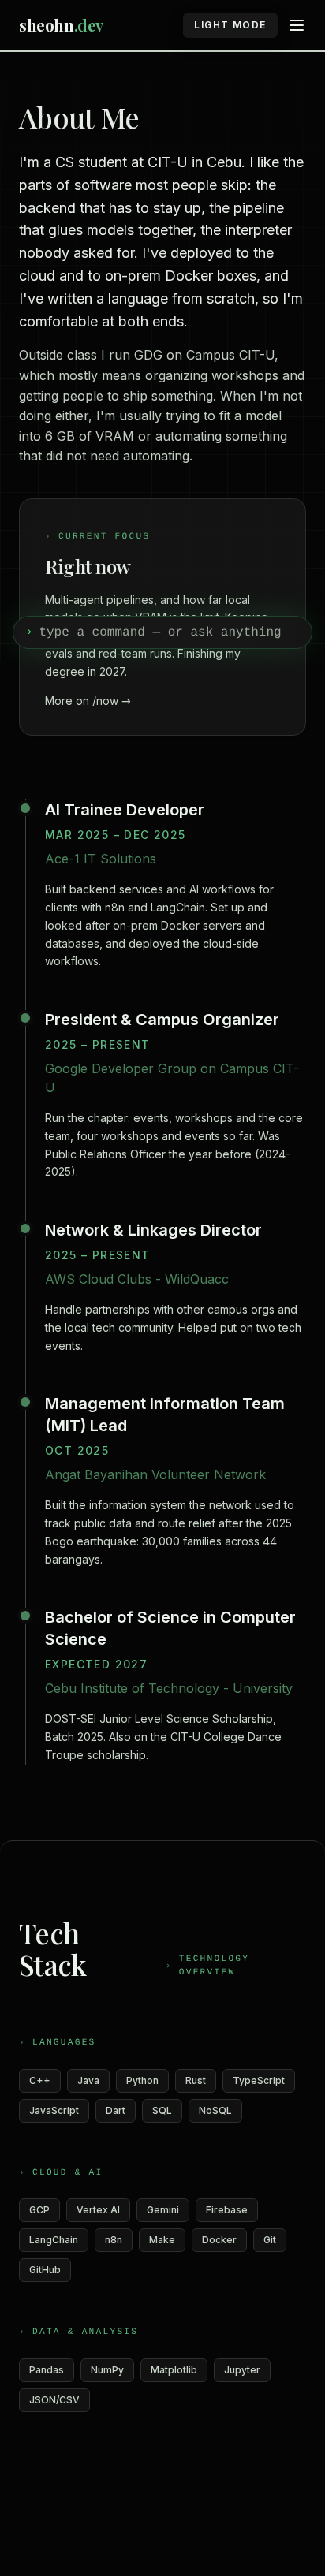 sheohn.dev
LIGHT MODE
About Me
I'm a CS student at CIT-U in Cebu. I like the
parts of software most people skip: the
backend that has to stay up, the pipeline
that glues models together, the interpreter
nobody asked for. I've deployed to the
cloud and to on-prem Docker boxes, and
I've written a language from scratch, so I'm
comfortable at both ends.
Outside class I run GDG on Campus CIT-U,
which mostly means organizing workshops and
getting people to ship something. When I'm not
doing either, I'm usually trying to fit a model
into 6 GB of VRAM or automating something
that did not need automating.
› CURRENT FOCUS
Right now
Multi-agent pipelines, and how far local
› type a command — or ask anything
evals and red-team runs. Finishing my
degree in 2027.
More on /now →
AI Trainee Developer
MAR 2025 – DEC 2025
Ace-1 IT Solutions
Built backend services and AI workflows for
clients with n8n and LangChain. Set up and
looked after on-prem Docker servers and
databases, and deployed the cloud-side
workflows.
President & Campus Organizer
2025 – PRESENT
Google Developer Group on Campus CIT-
U
Run the chapter: events, workshops and the core
team, four workshops and events so far. Was
Public Relations Officer the year before (2024-
2025).
Network & Linkages Director
2025 – PRESENT
AWS Cloud Clubs - WildQuacc
Handle partnerships with other campus orgs and
the local tech community. Helped put on two tech
events.
Management Information Team
(MIT) Lead
OCT 2025
Angat Bayanihan Volunteer Network
Built the information system the network used to
track public data and route relief after the 2025
Bogo earthquake: 30,000 families across 44
barangays.
Bachelor of Science in Computer
Science
EXPECTED 2027
Cebu Institute of Technology - University
DOST-SEI Junior Level Science Scholarship,
Batch 2025. Also on the CIT-U College Dance
Troupe scholarship.
Tech
Stack
› TECHNOLOGY
OVERVIEW
› LANGUAGES
C++ Java Python Rust TypeScript
JavaScript Dart SQL NoSQL
› CLOUD & AI
GCP Vertex AI Gemini Firebase
LangChain n8n Make Docker Git
GitHub
› DATA & ANALYSIS
Pandas NumPy Matplotlib Jupyter
JSON/CSV